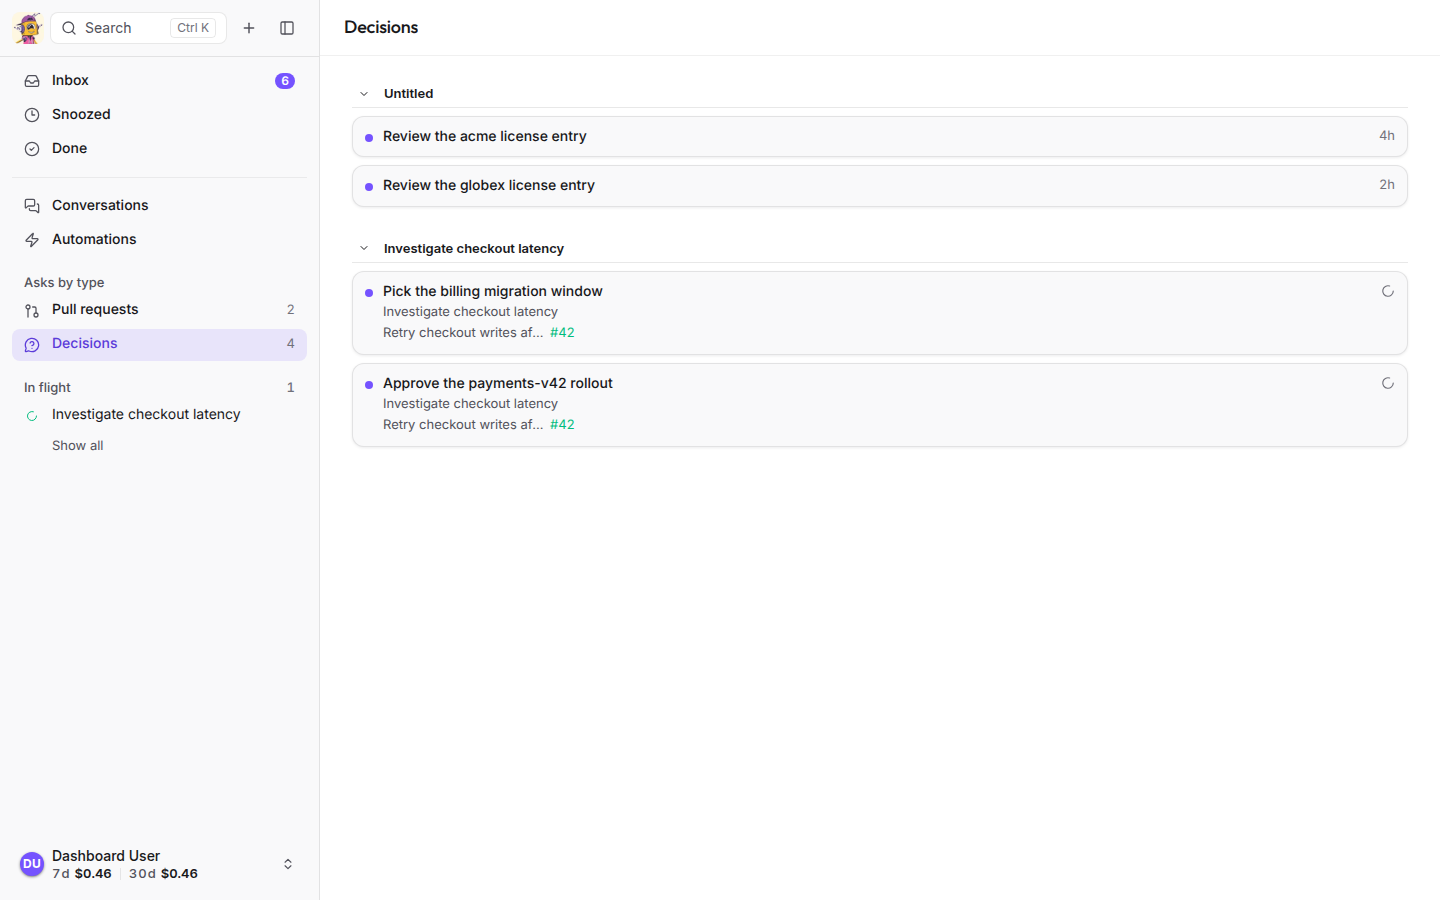 Search
Ctrl K
Inbox
6
Snoozed
Done
Conversations
Automations
Asks by type
Pull requests
2
Decisions
4
In flight
1
Investigate checkout latency
Show all
DU
Dashboard User
7d $0.46 30d $0.46
Decisions
Untitled
Review the acme license entry
4h
Review the globex license entry
2h
Investigate checkout latency
Pick the billing migration window
Investigate checkout latency
Retry checkout writes af... #42
Approve the payments-v42 rollout
Investigate checkout latency
Retry checkout writes af... #42